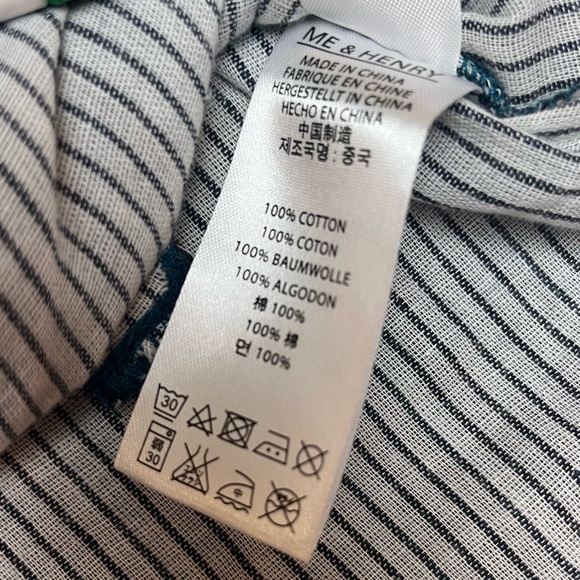 ME & HENRY
MADE IN CHINA
FABRIQUE EN CHINE
HERGESTELLT IN CHINA
HECHO EN CHINA
中国制造
제조국명 : 중국
100% COTTON
100% COTON
100% BAUMWOLLE
100% ALGODON
棉 100%
100% 棉
면 100%
30
弱
30
中